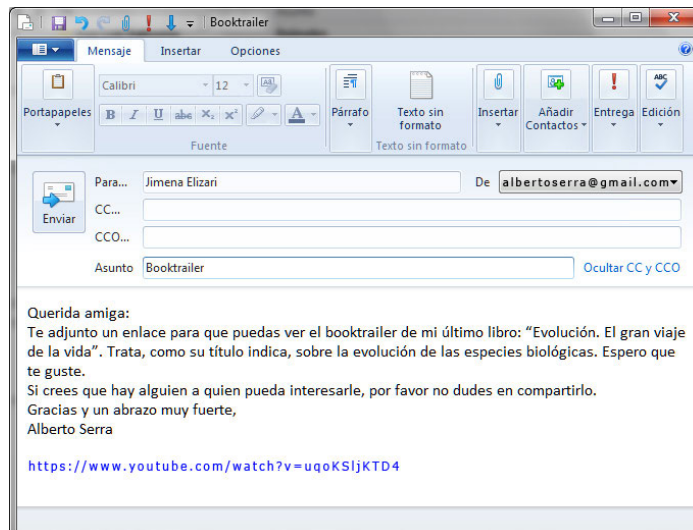 Booktrailer
Mensaje Insertar Opciones
Calibri 12
Portapapeles Párrafo Texto sin formato Insertar Añadir Contactos Entrega Edición
Fuente Texto sin formato
Para... Jimena Elizari De albertoserra@gmail.com
Enviar
CC...
CCO...
Asunto Booktrailer Ocultar CC y CCO
Querida amiga:
Te adjunto un enlace para que puedas ver el booktrailer de mi último libro: “Evolución. El gran viaje
de la vida”. Trata, como su título indica, sobre la evolución de las especies biológicas. Espero que
te guste.
Si crees que hay alguien a quien pueda interesarle, por favor no dudes en compartirlo.
Gracias y un abrazo muy fuerte,
Alberto Serra
https://www.youtube.com/watch?v=uqoKSljKTD4